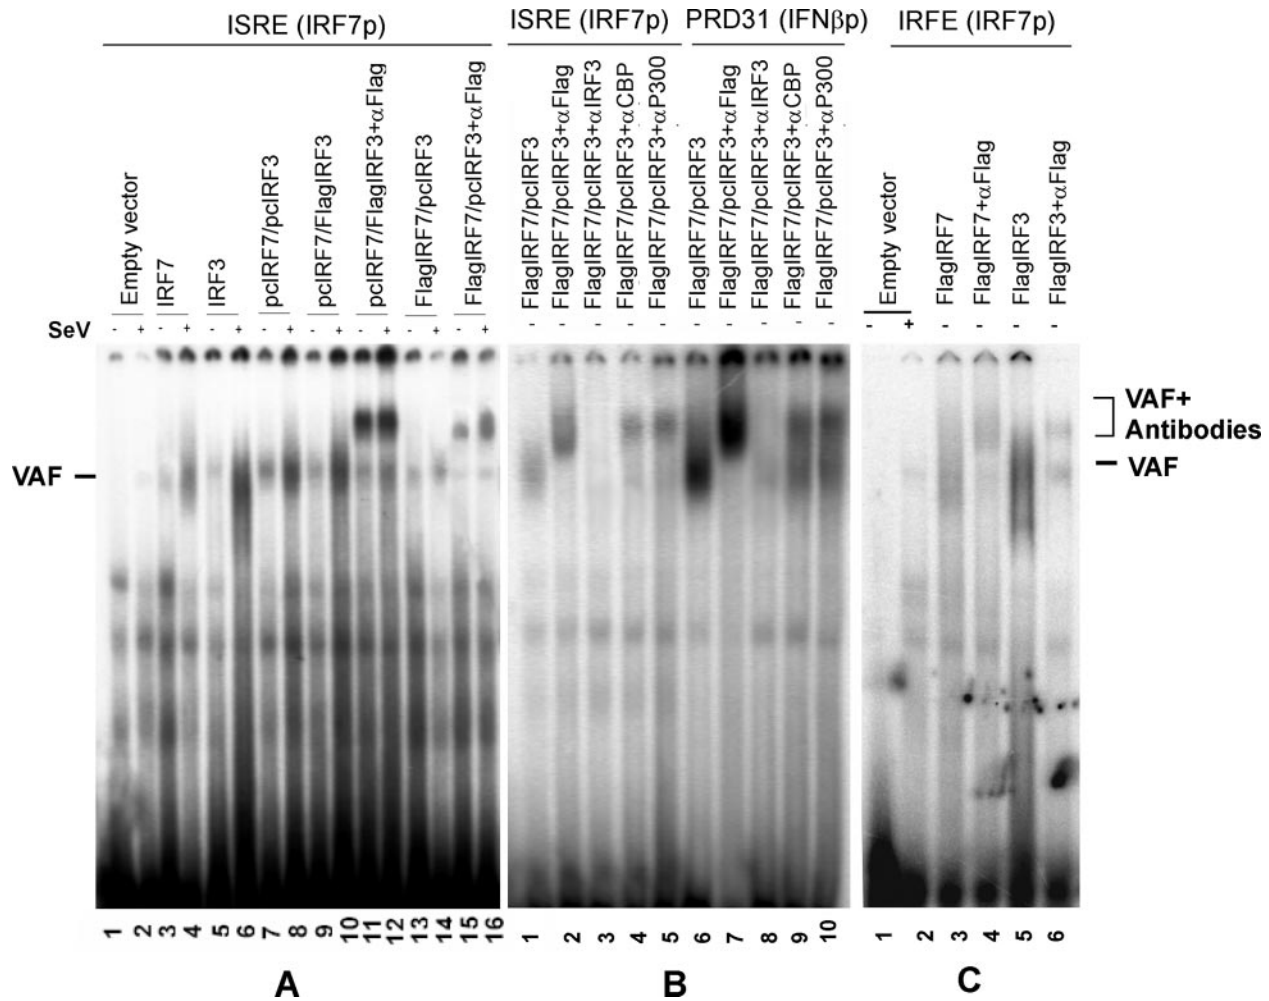 ISRE (IRF7p)
Empty vector
IRF7
IRF3
pcIRF7/pcIRF3
pcIRF7/FlagIRF3
pcIRF7/FlagIRF3+αFlag
FlagIRF7/pcIRF3
FlagIRF7/pcIRF3+αFlag
SeV - + - + - + - + - + - + - + - +
VAF
1 2 3 4 5 6 7 8 9 10 11 12 13 14 15 16
A
ISRE (IRF7p)
PRD31 (IFNβp)
FlagIRF7/pcIRF3
FlagIRF7/pcIRF3+αFlag
FlagIRF7/pcIRF3+αIRF3
FlagIRF7/pcIRF3+αCBP
FlagIRF7/pcIRF3+αP300
FlagIRF7/pcIRF3
FlagIRF7/pcIRF3+αFlag
FlagIRF7/pcIRF3+αIRF3
FlagIRF7/pcIRF3+αCBP
FlagIRF7/pcIRF3+αP300
- - - - - - - - - -
1 2 3 4 5 6 7 8 9 10
B
IRFE (IRF7p)
Empty vector
FlagIRF7
FlagIRF7+αFlag
FlagIRF3
FlagIRF3+αFlag
- + - - - -
VAF+
Antibodies
VAF
1 2 3 4 5 6
C